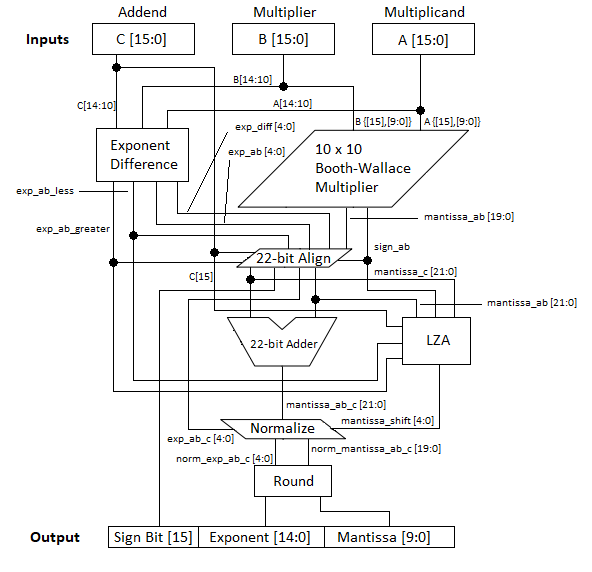 Addend
Multiplier
Multiplicand
Inputs
C [15:0]
B [15:0]
A [15:0]
B[14:10]
C[14:10]
A[14:10]
B {[15],[9:0]}
A {[15],[9:0]}
exp_diff [4:0]
exp_ab [4:0]
Exponent
Difference
10 x 10
Booth-Wallace
Multiplier
exp_ab_less
mantissa_ab [19:0]
exp_ab_greater
sign_ab
22-bit Align
C[15]
mantissa_c [21:0]
mantissa_ab [21:0]
22-bit Adder
LZA
mantissa_ab_c [21:0]
mantissa_shift [4:0]
Normalize
exp_ab_c [4:0]
norm_mantissa_ab_c [19:0]
norm_exp_ab_c [4:0]
Round
Output
Sign Bit [15]
Exponent [14:0]
Mantissa [9:0]